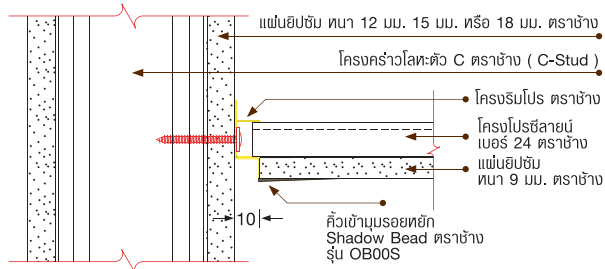 แผ่นยิปซัม หนา 12 มม. 15 มม. หรือ 18 มม. ตราช้าง
โครงคร่าวโลหะตัว C ตราช้าง ( C-Stud )
โครงริมโปร ตราช้าง
โครงโปรซีลายน์
เบอร์ 24 ตราช้าง
แผ่นยิปซัม
หนา 9 มม. ตราช้าง
10
คิ้วเข้ามุมรอยหยัก
Shadow Bead ตราช้าง
รุ่น OB00S